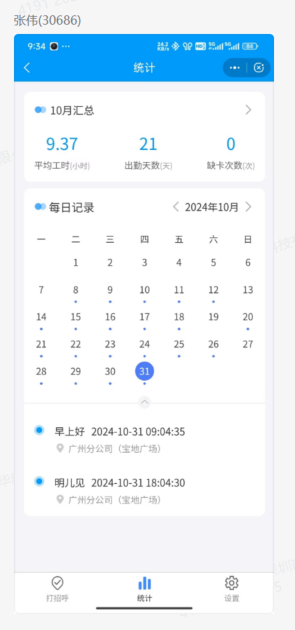 张伟(30686)
9:34
统计
10月汇总
9.37 21 0
平均工时(小时) 出勤天数(天) 缺卡次数(次)
每日记录 2024年10月
一 二 三 四 五 六 日
1 2 3 4 5 6
7 8 9 10 11 12 13
14 15 16 17 18 19 20
21 22 23 24 25 26 27
28 29 30 31
早上好 2024-10-31 09:04:35
广州分公司（宝地广场）
明儿见 2024-10-31 18:04:30
广州分公司（宝地广场）
打招呼 统计 设置